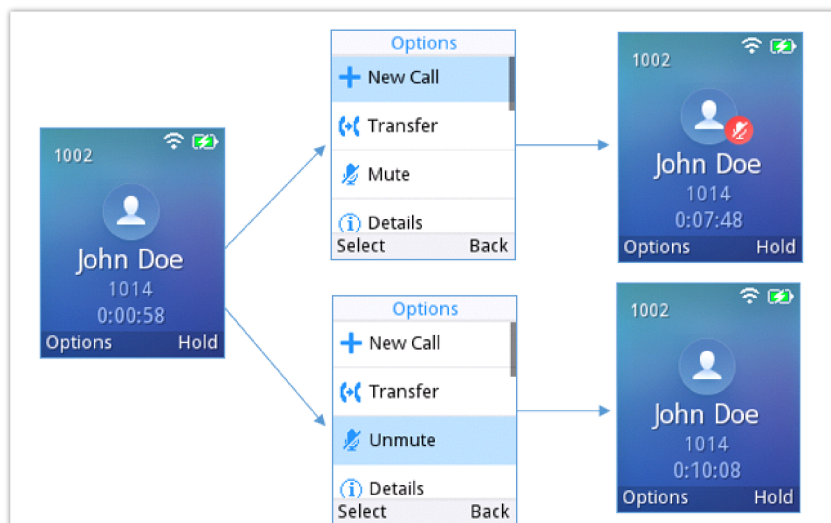 1002
John Doe
1014
0:00:58
Options Hold
Options
New Call
Transfer
Mute
Details
Select Back
1002
John Doe
1014
0:07:48
Options Hold
Options
New Call
Transfer
Unmute
Details
Select Back
1002
John Doe
1014
0:10:08
Options Hold